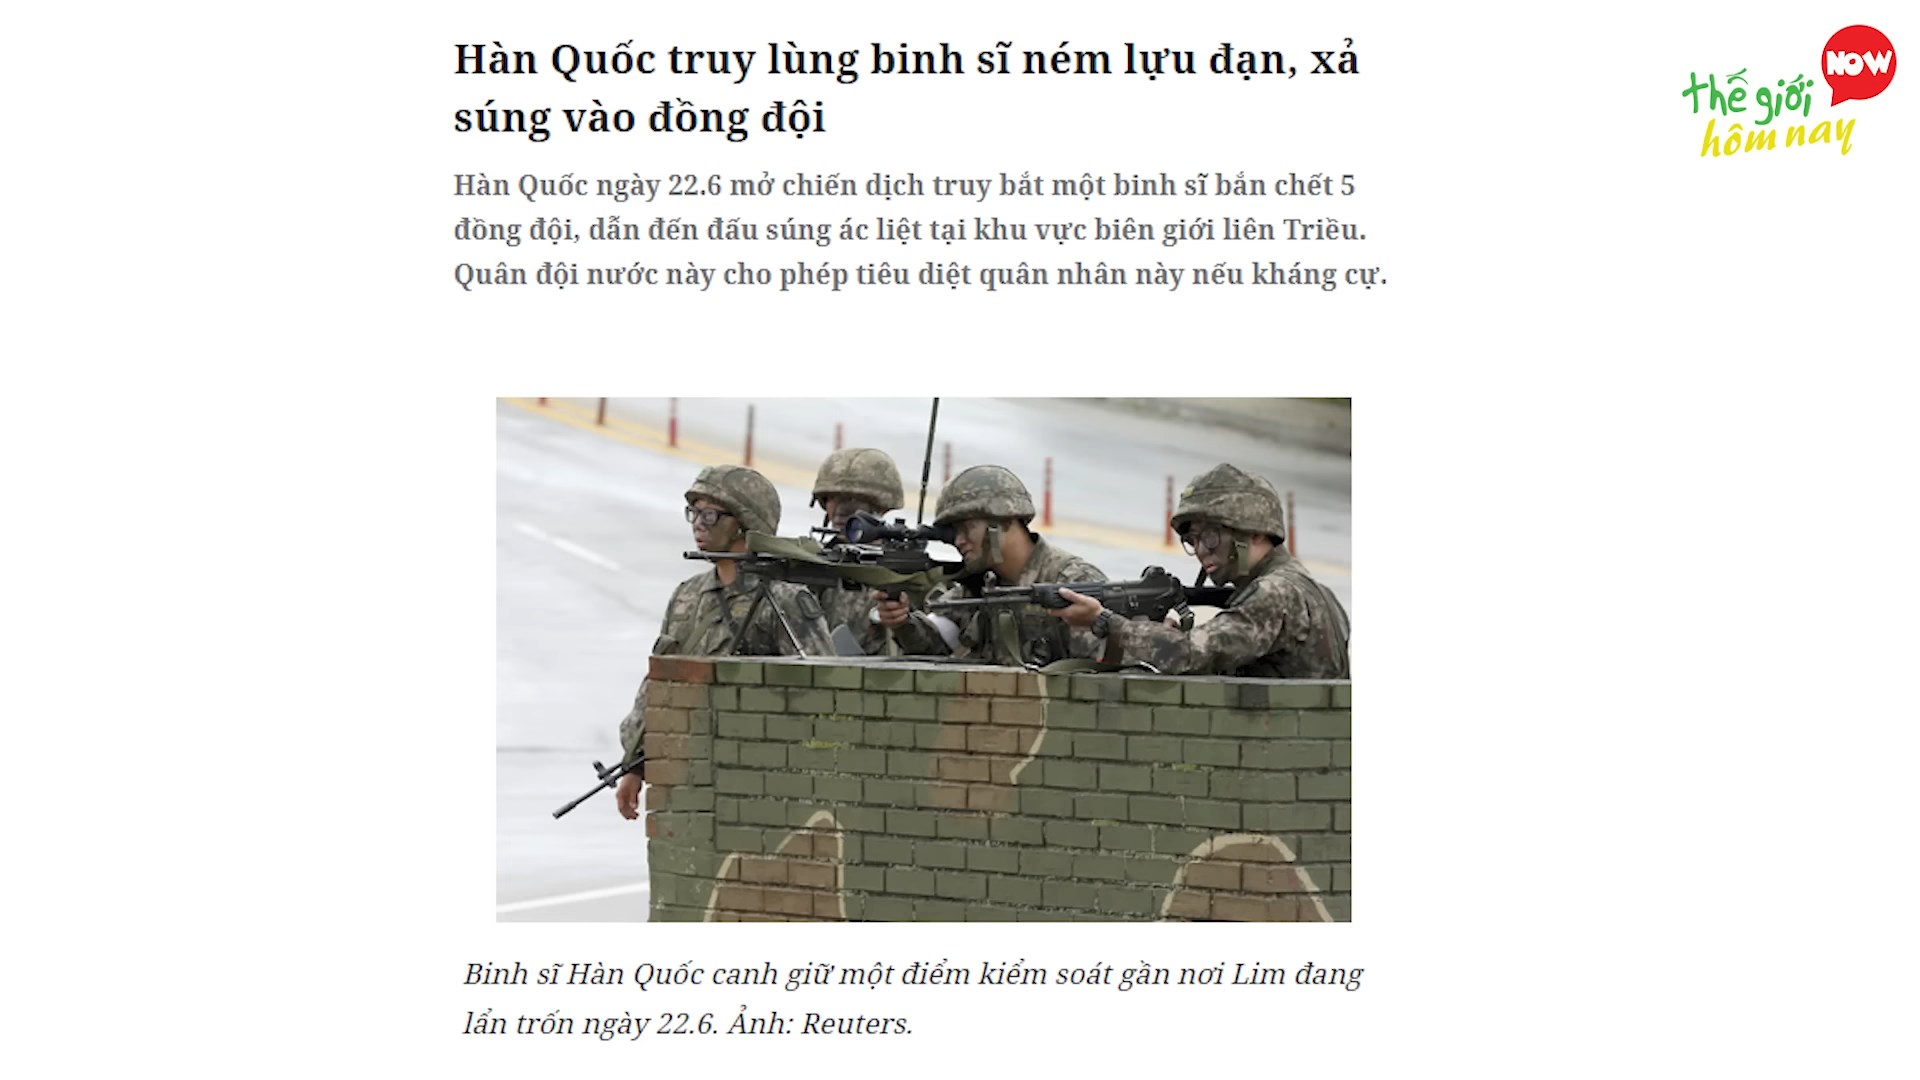 Hàn Quốc truy lùng binh sĩ ném lựu đạn, xả
súng vào đồng đội
Hàn Quốc ngày 22.6 mở chiến dịch truy bắt một binh sĩ bắn chết 5
đồng đội, dẫn đến đấu súng ác liệt tại khu vực biên giới liên Triều.
Quân đội nước này cho phép tiêu diệt quân nhân này nếu kháng cự.
NOW
thế giới
hôm nay
Binh sĩ Hàn Quốc canh giữ một điểm kiểm soát gần nơi Lim đang
lẩn trốn ngày 22.6. Ảnh: Reuters.